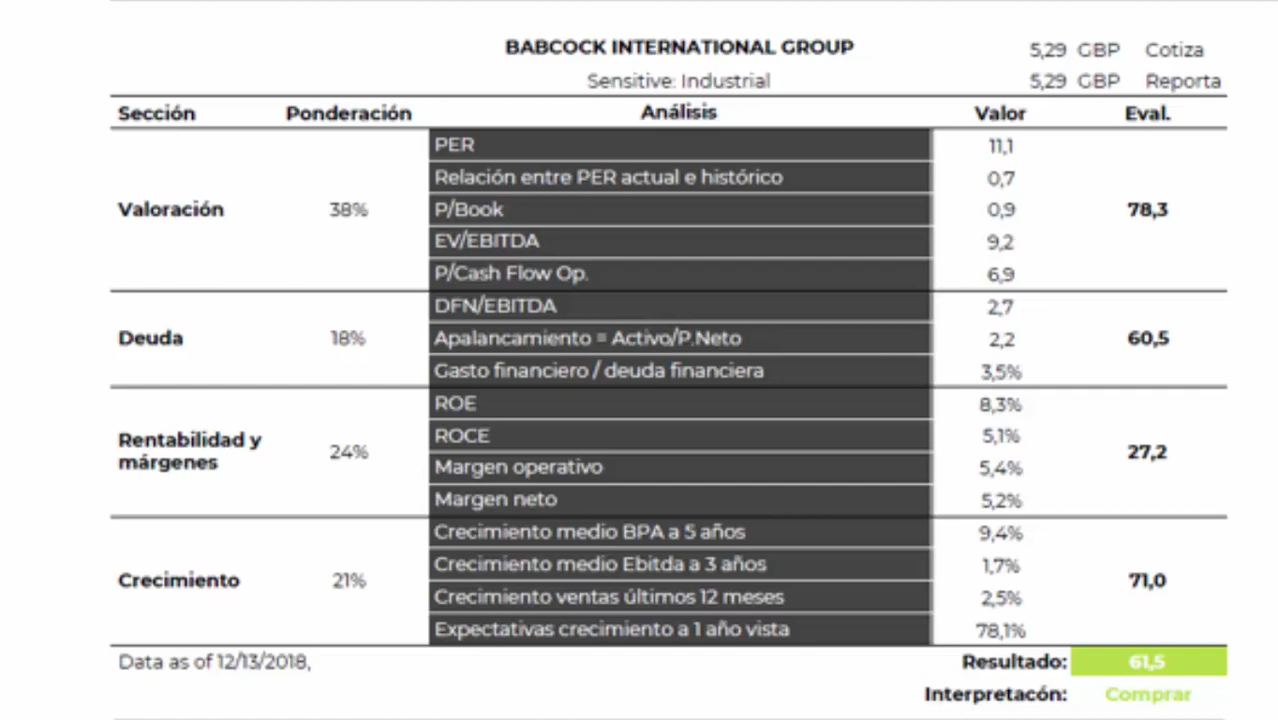 BABCOCK INTERNATIONAL GROUP 5,29 GBP Cotiza
Sensitive: Industrial 5,29 GBP Reporta
Sección Ponderación Análisis Valor Eval.
PER 11,1
Relación entre PER actual e histórico 0,7
Valoración 38% P/Book 0,9 78,3
EV/EBITDA 9,2
P/Cash Flow Op. 6,9
DFN/EBITDA 2,7
Deuda 18% Apalancamiento = Activo/P.Neto 2,2 60,5
Gasto financiero / deuda financiera 3,5%
ROE 8,3%
Rentabilidad y márgenes 24% ROCE 5,1% 27,2
Margen operativo 5,4%
Margen neto 5,2%
Crecimiento medio BPA a 5 años 9,4%
Crecimiento medio Ebitda a 3 años 1,7%
Crecimiento 21% Crecimiento ventas últimos 12 meses 2,5% 71,0
Expectativas crecimiento a 1 año vista 78,1%
Data as of 12/13/2018, Resultado: 61,5
Interpretacón: Comprar